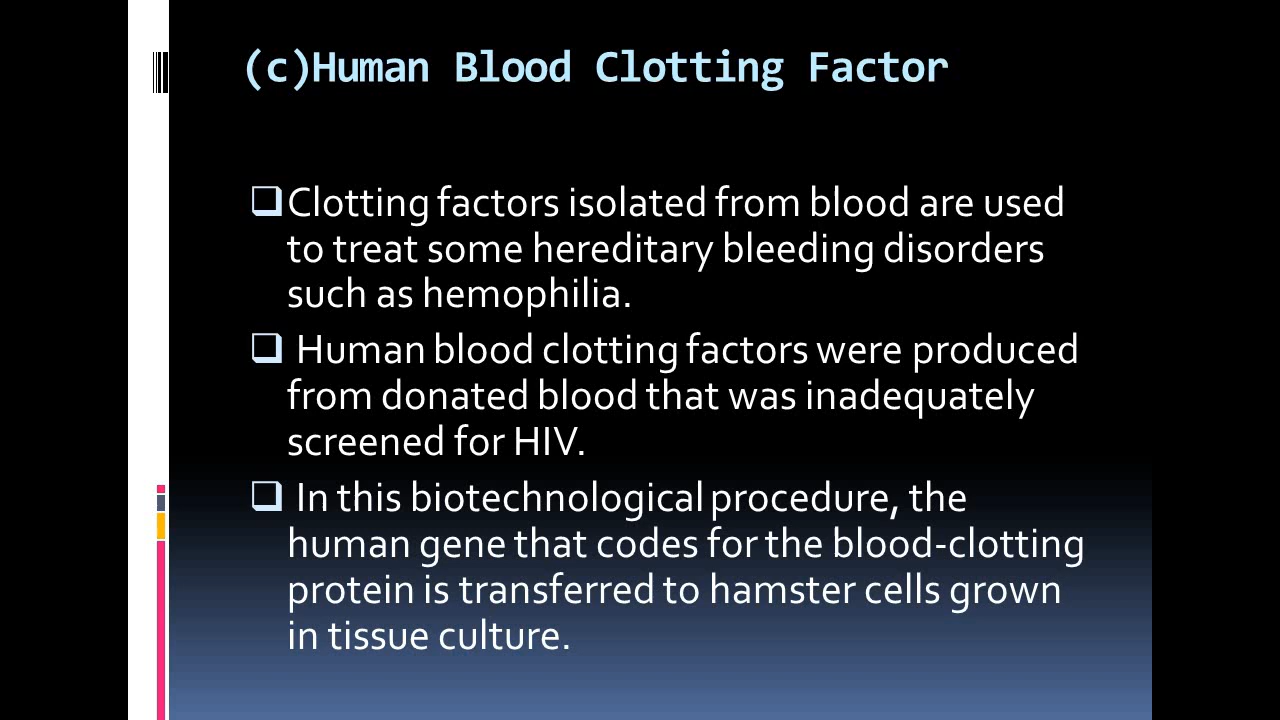 (c)Human Blood Clotting Factor
Clotting factors isolated from blood are used
to treat some hereditary bleeding disorders
such as hemophilia.
Human blood clotting factors were produced
from donated blood that was inadequately
screened for HIV.
In this biotechnological procedure, the
human gene that codes for the blood-clotting
protein is transferred to hamster cells grown
in tissue culture.